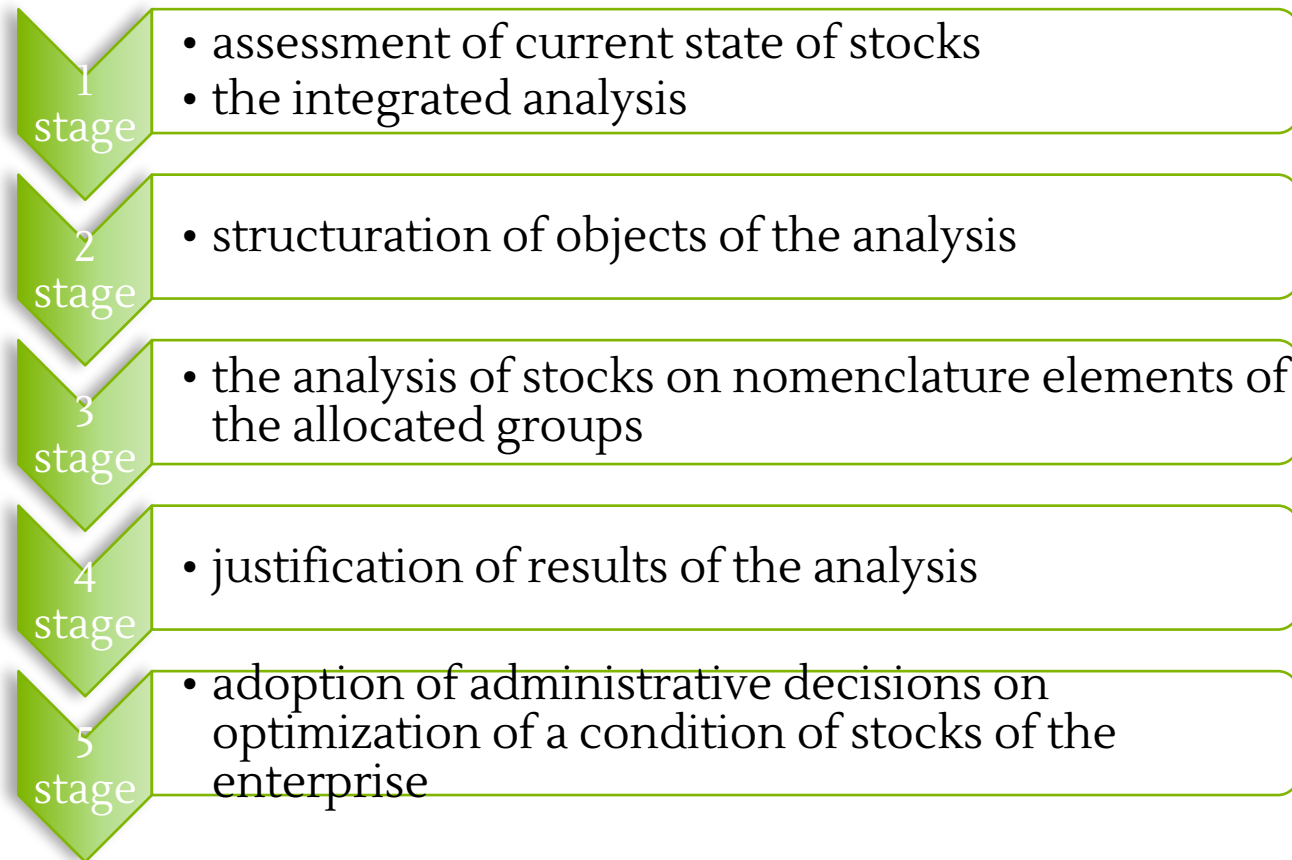 1
stage
• assessment of current state of stocks
• the integrated analysis
2
stage
• structuration of objects of the analysis
3
stage
• the analysis of stocks on nomenclature elements of
the allocated groups
4
stage
• justification of results of the analysis
5
stage
• adoption of administrative decisions on
optimization of a condition of stocks of the
enterprise